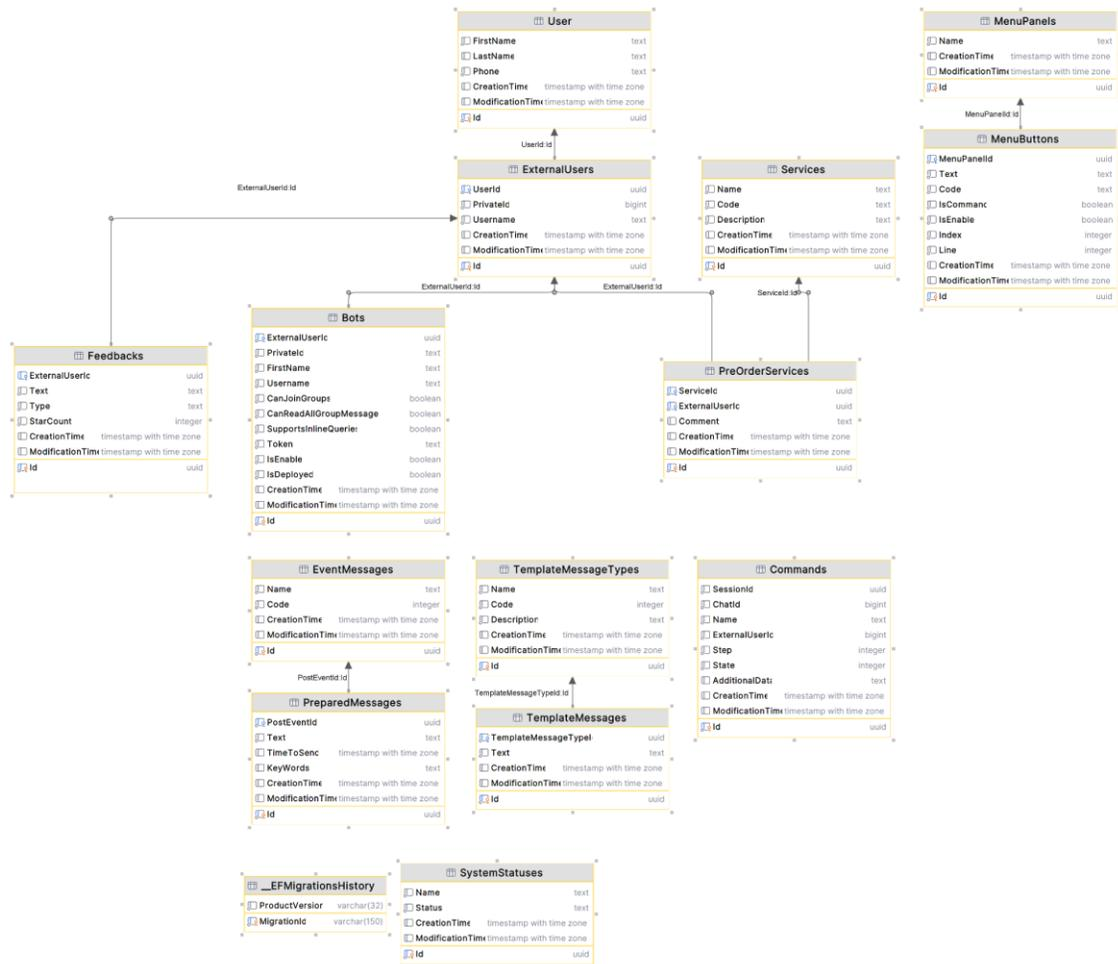 User
FirstName text
LastName text
Phone text
CreationTime timestamp with time zone
ModificationTime timestamp with time zone
Id uuid
MenuPanels
Name text
CreationTime timestamp with time zone
ModificationTime timestamp with time zone
Id uuid
UserId:Id
MenuPanelId:Id
ExternalUsers
UserId uuid
PrivateId bigint
Username text
CreationTime timestamp with time zone
ModificationTime timestamp with time zone
Id uuid
Services
Name text
Code text
Description text
CreationTime timestamp with time zone
ModificationTime timestamp with time zone
Id uuid
MenuButtons
MenuPanelId uuid
Text text
Code text
IsCommand boolean
IsEnable boolean
Index integer
Line integer
CreationTime timestamp with time zone
ModificationTime timestamp with time zone
Id uuid
ExternalUserId:Id
ExternalUserId:Id
ExternalUserId:Id
ServiceId:Id
Feedbacks
ExternalUserId uuid
Text text
Type text
StarCount integer
CreationTime timestamp with time zone
ModificationTime timestamp with time zone
Id uuid
Bots
ExternalUserId uuid
PrivateId text
FirstName text
Username text
CanJoinGroups boolean
CanReadAllGroupMessage boolean
SupportsInlineQueries boolean
Token text
IsEnable boolean
IsDeployed boolean
CreationTime timestamp with time zone
ModificationTime timestamp with time zone
Id uuid
PreOrderServices
ServiceId uuid
ExternalUserId uuid
Comment text
CreationTime timestamp with time zone
ModificationTime timestamp with time zone
Id uuid
EventMessages
Name text
Code integer
CreationTime timestamp with time zone
ModificationTime timestamp with time zone
Id uuid
TemplateMessageTypes
Name text
Code integer
Description text
CreationTime timestamp with time zone
ModificationTime timestamp with time zone
Id uuid
Commands
SessionId uuid
ChatId bigint
Name text
ExternalUserId bigint
Step integer
State integer
AdditionalData text
CreationTime timestamp with time zone
ModificationTime timestamp with time zone
Id uuid
PostEventId:Id
TemplateMessageTypeId:Id
PreparedMessages
PostEventId uuid
Text text
TimeToSend timestamp with time zone
KeyWords text
CreationTime timestamp with time zone
ModificationTime timestamp with time zone
Id uuid
TemplateMessages
TemplateMessageTypeI uuid
Text text
CreationTime timestamp with time zone
ModificationTime timestamp with time zone
Id uuid
__EFMigrationsHistory
ProductVersion varchar(32)
MigrationId varchar(150)
SystemStatuses
Name text
Status text
CreationTime timestamp with time zone
ModificationTime timestamp with time zone
Id uuid